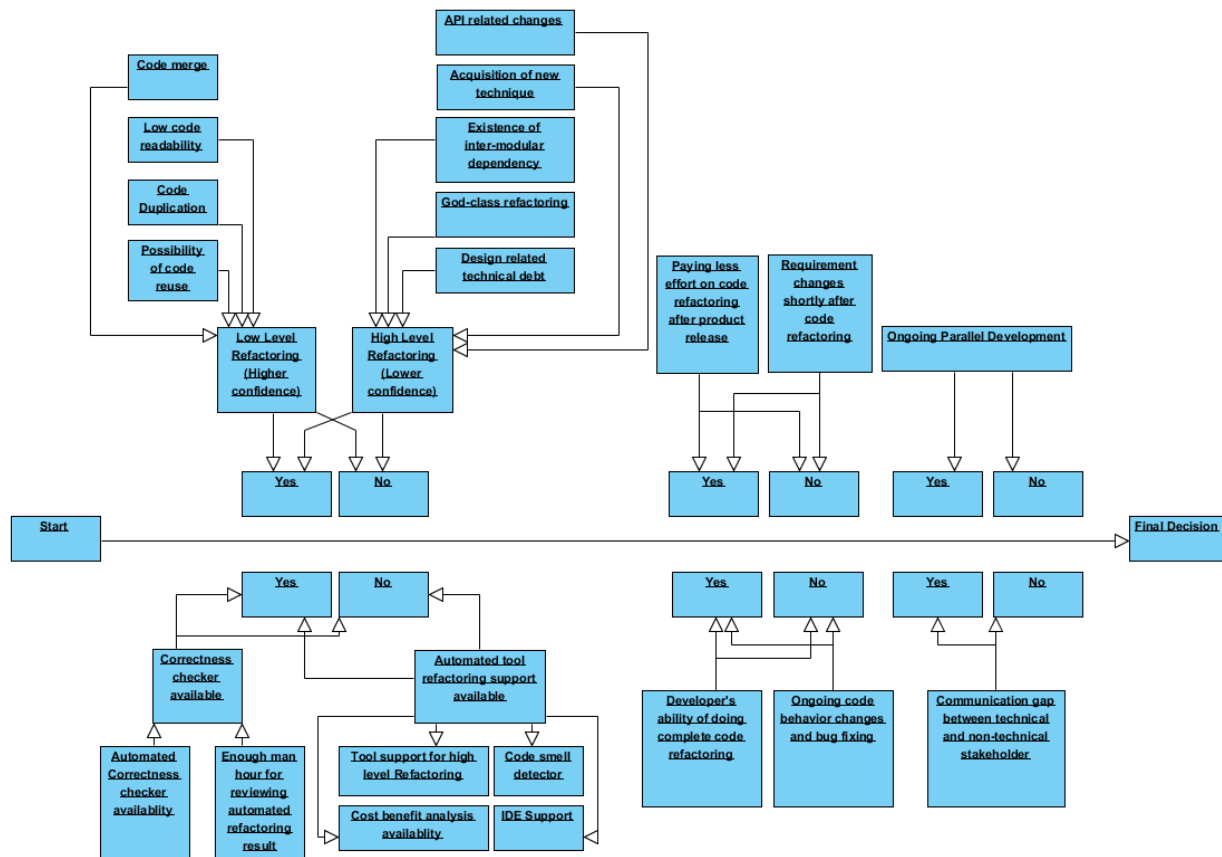 API related changes
Code merge
Acquisition of new
technique
Low code
readability
Existence of
inter-modular
dependency
Code
Duplication
God-class refactoring
Possibility
of code
reuse
Design related
technical debt
Paying less
effort on code
refactoring
after product
release
Requirement
changes
shortly after
code
refactoring
Low Level
Refactoring
(Higher
confidence)
High Level
Refactoring
(Lower
confidence)
Ongoing Parallel Development
Yes
No
Yes
No
Yes
No
Start
Final Decision
Yes
No
Yes
No
Yes
No
Correctness
checker
available
Automated tool
refactoring support
available
Developer's
ability of doing
complete code
refactoring
Ongoing code
behavior changes
and bug fixing
Communication gap
between technical
and non-technical
stakeholder
Automated
Correctness
checker
availablity
Enough man
hour for
reviewing
automated
refactoring
result
Tool support for high
level Refactoring
Code smell
detector
Cost benefit analysis
availablity
IDE Support